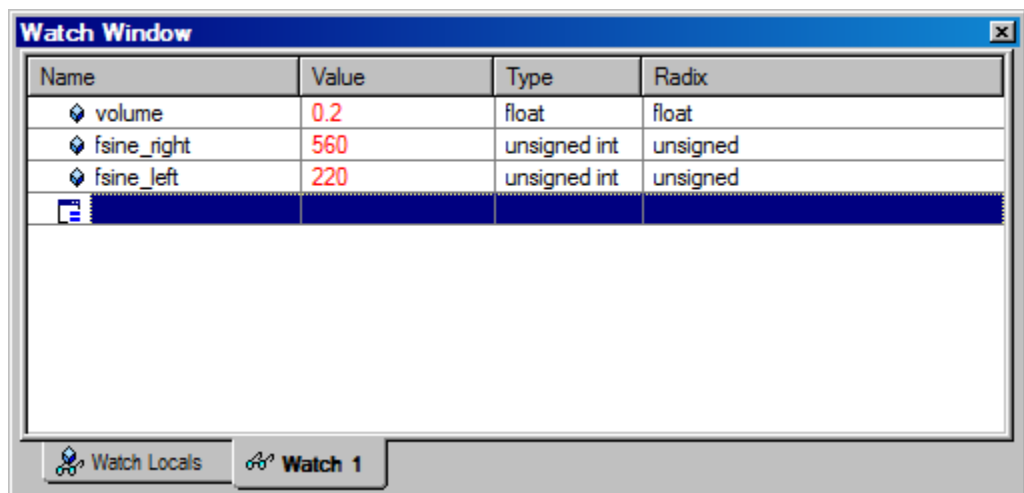 Watch Window
Name Value Type Radix
volume 0.2 float float
fsine_right 560 unsigned int unsigned
fsine_left 220 unsigned int unsigned
Watch Locals Watch 1